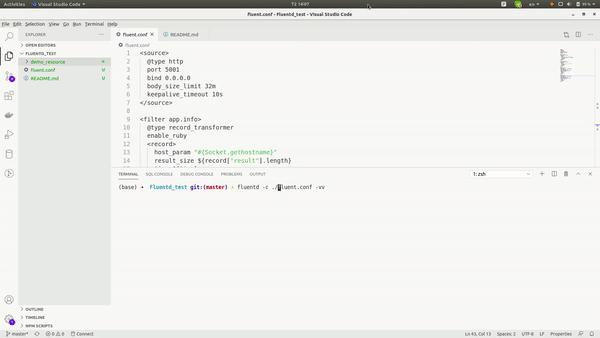 Activities Visual Studio Code T2 14:07 en 95 %
fluent.conf - Fluentd_test - Visual Studio Code
File Edit Selection View Go Run Terminal Help
EXPLORER
OPEN EDITORS
FLUENTD_TEST
demo_resource
fluent.conf
README.md
OUTLINE
TIMELINE
NPM SCRIPTS
fluent.conf README.md
fluent.conf
1 <source>
2 @type http
3 port 5001
4 bind 0.0.0.0
5 body_size_limit 32m
6 keepalive_timeout 10s
7 </source>
8
9 <filter app.info>
10 @type record_transformer
11 enable_ruby
12 <record>
13 host_param "#{Socket.gethostname}"
14 result_size ${record["result"].length}
TERMINAL SQL CONSOLE DEBUG CONSOLE PROBLEMS OUTPUT 1: zsh
(base) ➜ Fluentd_test git:(master) ✗ fluentd -c ./fluent.conf -vv
master* 0 0 Connect Ln 43, Col 13 Spaces: 2 UTF-8 LF Properties